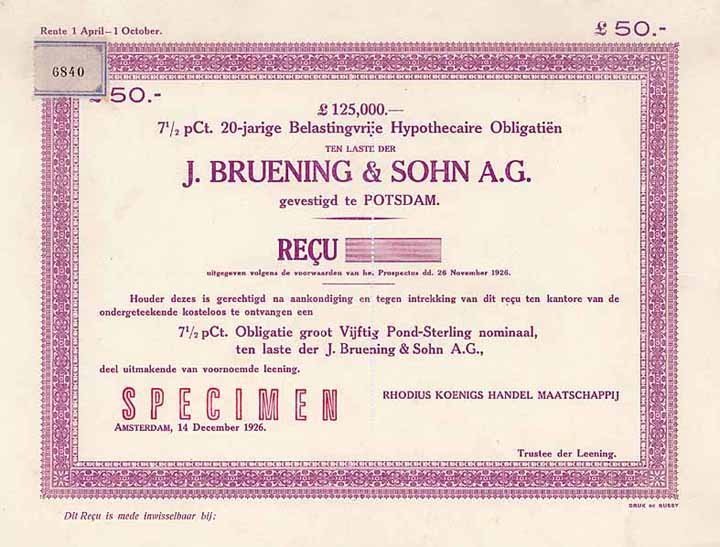 Rente 1 April–1 October.
£ 50.-
6840
£ 50.-
£ 125,000.—
7½ pCt. 20-jarige Belastingvrije Hypothecaire Obligatiën
TEN LASTE DER
J. BRUENING & SOHN A.G.
gevestigd te POTSDAM.
REÇU
uitgegeven volgens de voorwaarden van he. Prospectus dd. 26 November 1926.
Houder dezes is gerechtigd na aankondiging en tegen intrekking van dit reçu ten kantore van de
ondergeteekende kosteloos te ontvangen een
7½ pCt. Obligatie groot Vijftig Pond-Sterling nominaal,
ten laste der J. Bruening & Sohn A.G.,
deel uitmakende van voornoemde leening.
SPECIMEN
RHODIUS KOENIGS HANDEL MAATSCHAPPIJ
AMSTERDAM, 14 December 1926.
Trustee der Leening.
DRUK DE BUSSY
Dit Reçu is mede inwisselbaar bij: